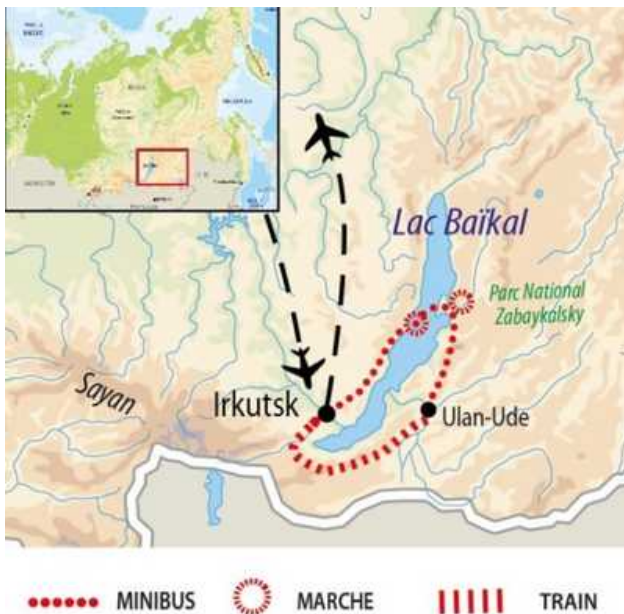 Lac Baïkal
Parc National
Zabaykalsky
Sayan
Irkutsk
Ulan-Ude
MINIBUS
MARCHE
TRAIN